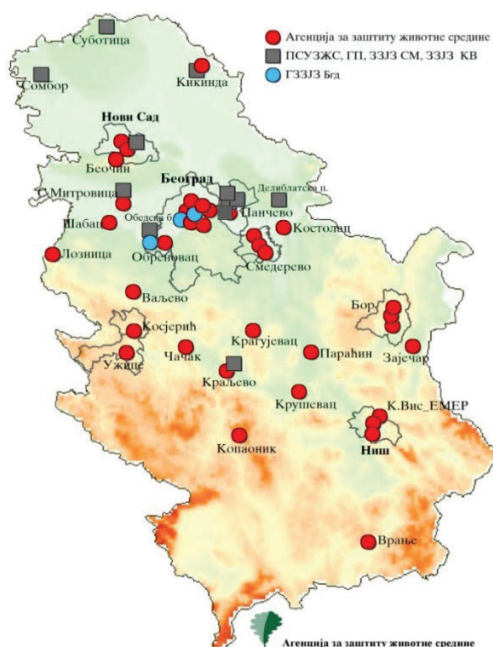 Агенција за заштиту животне средине
ПСУЗЖС, ГП, ЗЗЈЗ СМ, ЗЗЈЗ КВ
ГЗЗЈЗ Бгд
Суботица
Сомбор
Кикинда
Нови Сад
Беочин
С.Митровица
Београд
Делиблатска п.
Обедска б.
Панчево
Шабац
Костолац
Лозница
Обреновац
Смедерево
Ваљево
Бор
Косјерић
Крагујевац
Ужице
Чачак
Параћин
Зајечар
Краљево
Крушевац
К.Вис_ЕМЕР
Копаоник
Ниш
Врање
Агенција за заштиту животне средине